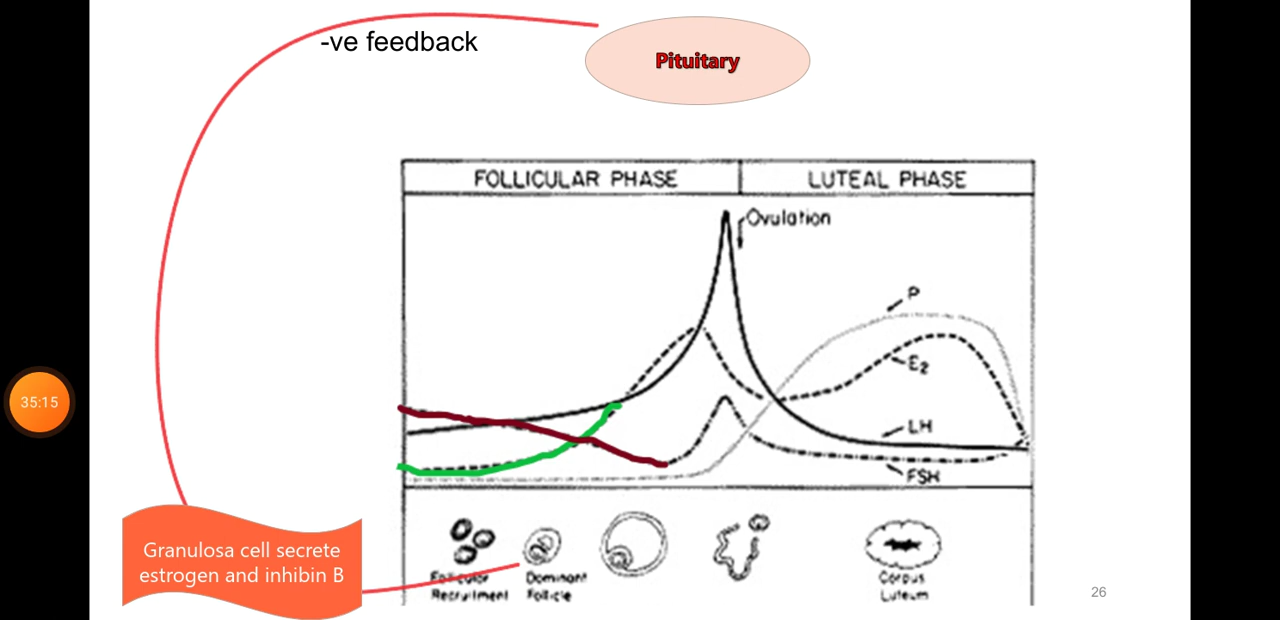 -ve feedback
Pituitary
FOLLICULAR PHASE
LUTEAL PHASE
Ovulation
P
E2
LH
FSH
35:15
Granulosa cell secrete
estrogen and inhibin B
Follicular
Recruitment
Dominant
Follicle
Corpus
Luteum
26